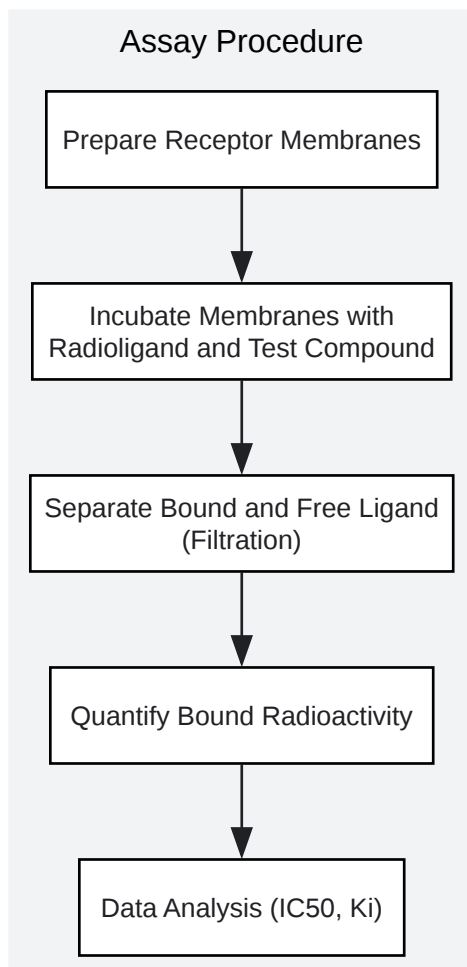 Assay Procedure
Prepare Receptor Membranes
Incubate Membranes with
Radioligand and Test Compound
Separate Bound and Free Ligand
(Filtration)
Quantify Bound Radioactivity
Data Analysis (IC50, Ki)